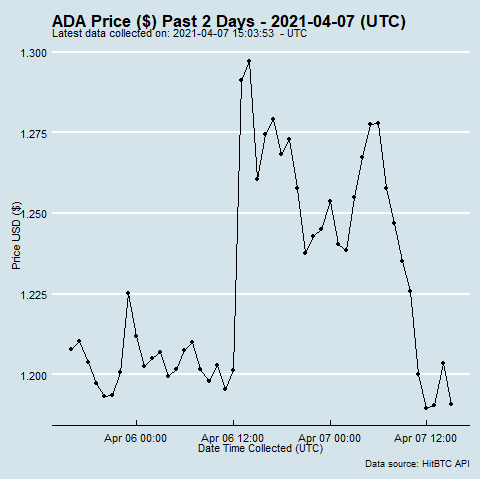 ADA Price ($) Past 2 Days - 2021-04-07 (UTC)
Latest data collected on: 2021-04-07 15:03:53 - UTC
1.300
1.275
1.250
1.225
1.200
Price USD ($)
Apr 06 00:00 Apr 06 12:00 Apr 07 00:00 Apr 07 12:00
Date Time Collected (UTC)
Data source: HitBTC API